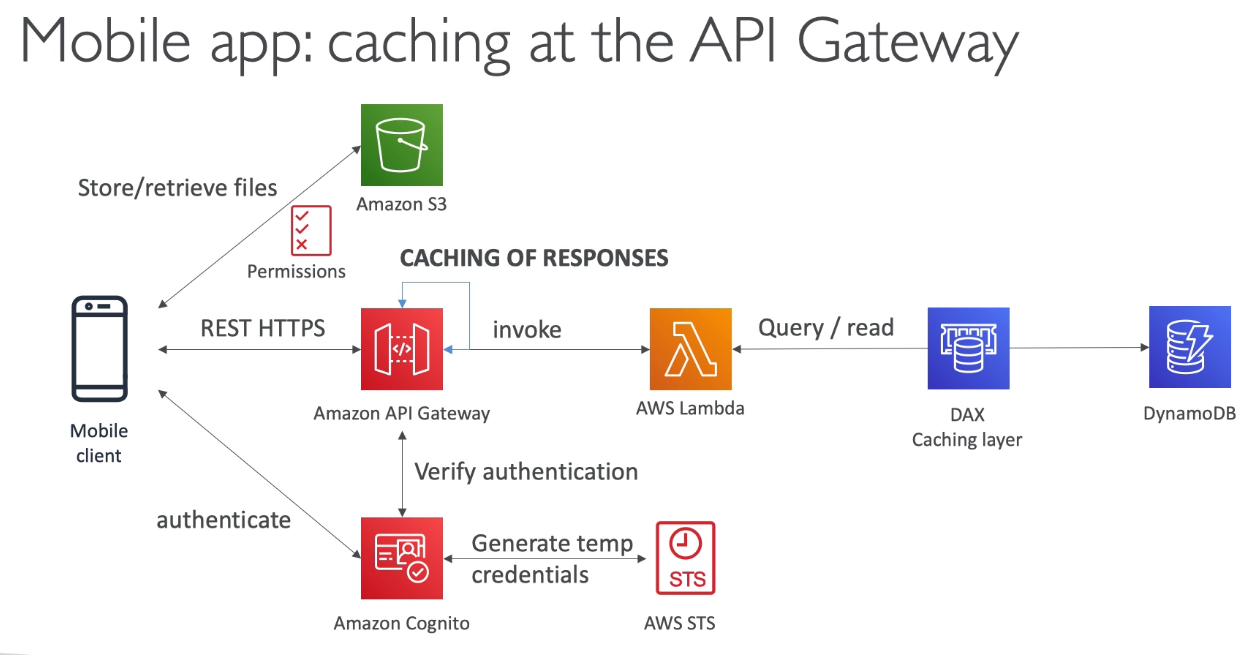 Mobile app: caching at the API Gateway
Store/retrieve files
Amazon S3
Permissions
CACHING OF RESPONSES
REST HTTPS
invoke
Query / read
</>
Mobile
client
Amazon API Gateway
AWS Lambda
DAX
Caching layer
DynamoDB
Verify authentication
authenticate
Generate temp
credentials
STS
Amazon Cognito
AWS STS